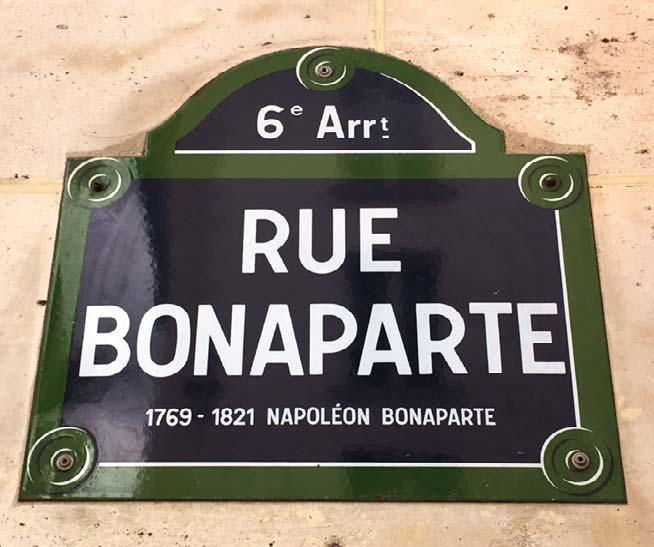 6e Arrt
RUE
BONAPARTE
1769 - 1821 NAPOLÉON BONAPARTE